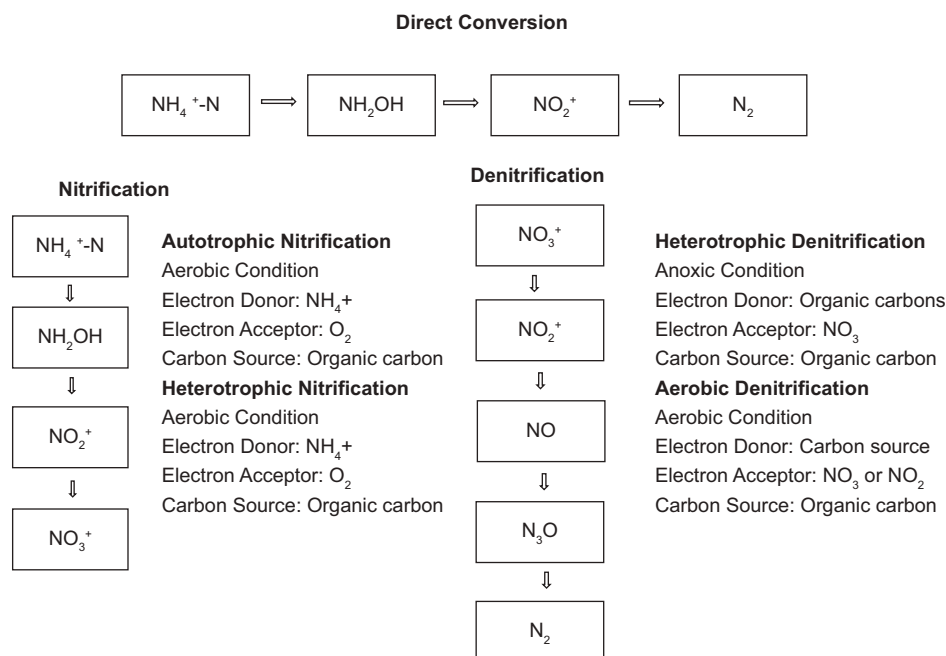 Direct Conversion
NH₄ ⁺-N
NH₂OH
NO₂⁺
N₂
Nitrification
NH₄ ⁺-N
NH₂OH
NO₂⁺
NO₃⁺
Autotrophic Nitrification
Aerobic Condition
Electron Donor: NH₄+
Electron Acceptor: O₂
Carbon Source: Organic carbon
Heterotrophic Nitrification
Aerobic Condition
Electron Donor: NH₄+
Electron Acceptor: O₂
Carbon Source: Organic carbon
Denitrification
NO₃⁺
NO₂⁺
NO
N₃O
N₂
Heterotrophic Denitrification
Anoxic Condition
Electron Donor: Organic carbons
Electron Acceptor: NO₃
Carbon Source: Organic carbon
Aerobic Denitrification
Aerobic Condition
Electron Donor: Carbon source
Electron Acceptor: NO₃ or NO₂
Carbon Source: Organic carbon